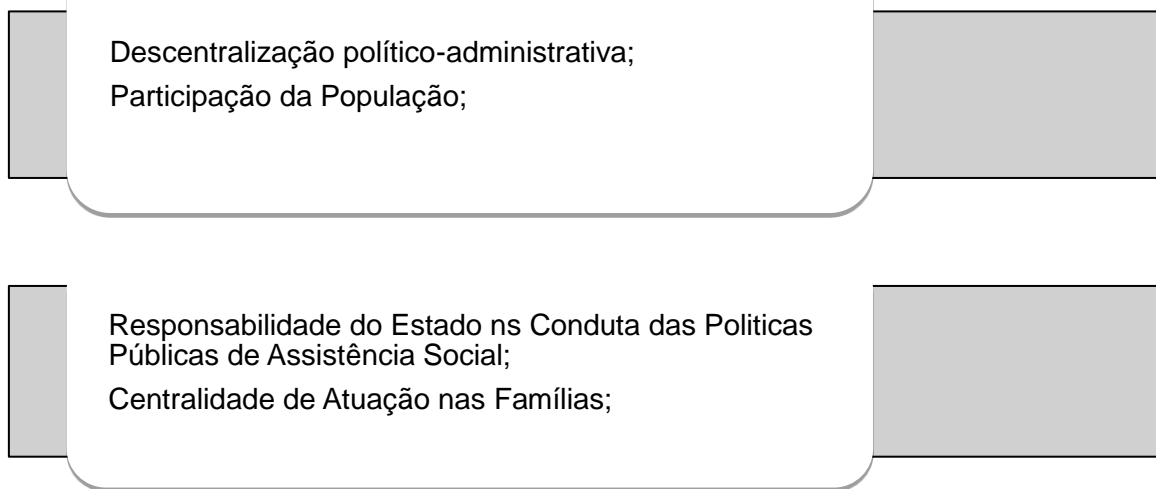 Descentralização político-administrativa;
Participação da População;
Responsabilidade do Estado ns Conduta das Politicas
Públicas de Assistência Social;
Centralidade de Atuação nas Famílias;